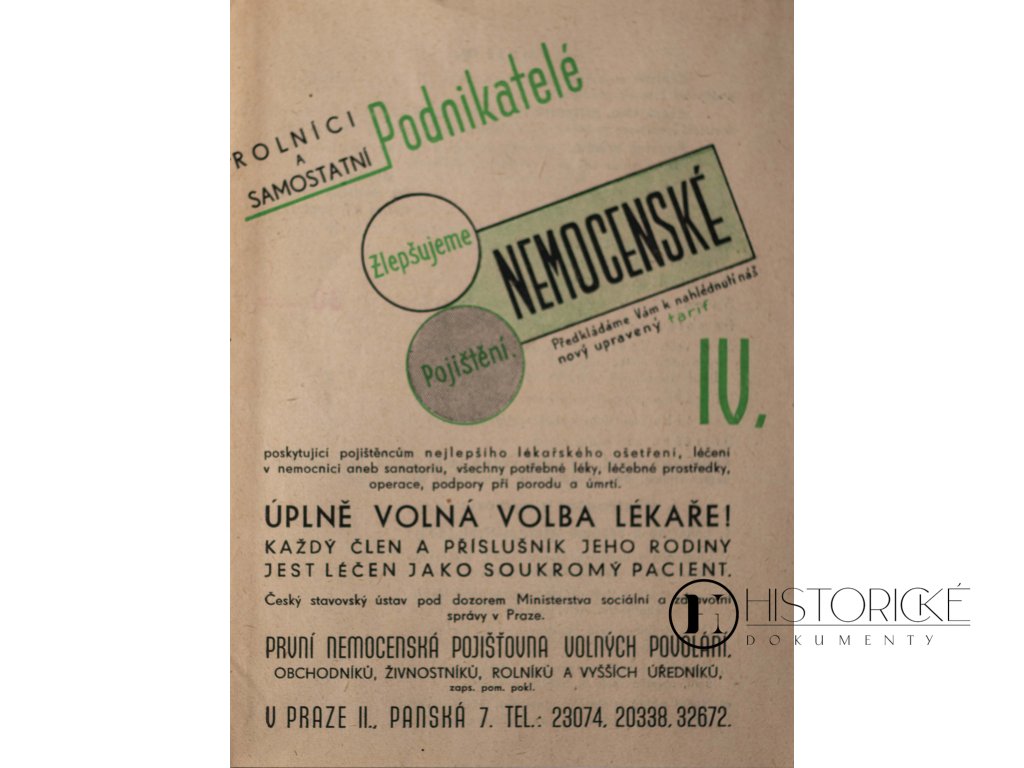 ROLNÍCI
A
SAMOSTATNÍ
Podnikatelé
Zlepšujeme
NEMOCENSKÉ
Pojištění.
Předkládáme Vám k nahlédnutí náš
nový upravený tarif
IV,
poskytující pojištěncům nejlepšího lékařského ošetření, léčení
v nemocnici aneb sanatoriu, všechny potřebné léky, léčebné prostředky,
operace, podpory při porodu a úmrtí.
ÚPLNĚ VOLNÁ VOLBA LÉKAŘE!
KAŽDÝ ČLEN A PŘÍSLUŠNÍK JEHO RODINY
JEST LÉČEN JAKO SOUKROMÝ PACIENT.
Český stavovský ústav pod dozorem Ministerstva sociální a zdravotní
správy v Praze.
PRVNÍ NEMOCENSKÁ POJIŠŤOVNA VOLNÝCH POVOLÁNÍ,
OBCHODNÍKŮ, ŽIVNOSTNÍKŮ, ROLNÍKŮ A VYŠŠÍCH ÚŘEDNÍKŮ,
zaps. pom. pokl.
V PRAZE II., PANSKÁ 7. TEL.: 23074, 20338, 32672.
HISTORICKÉ
DOKUMENTY